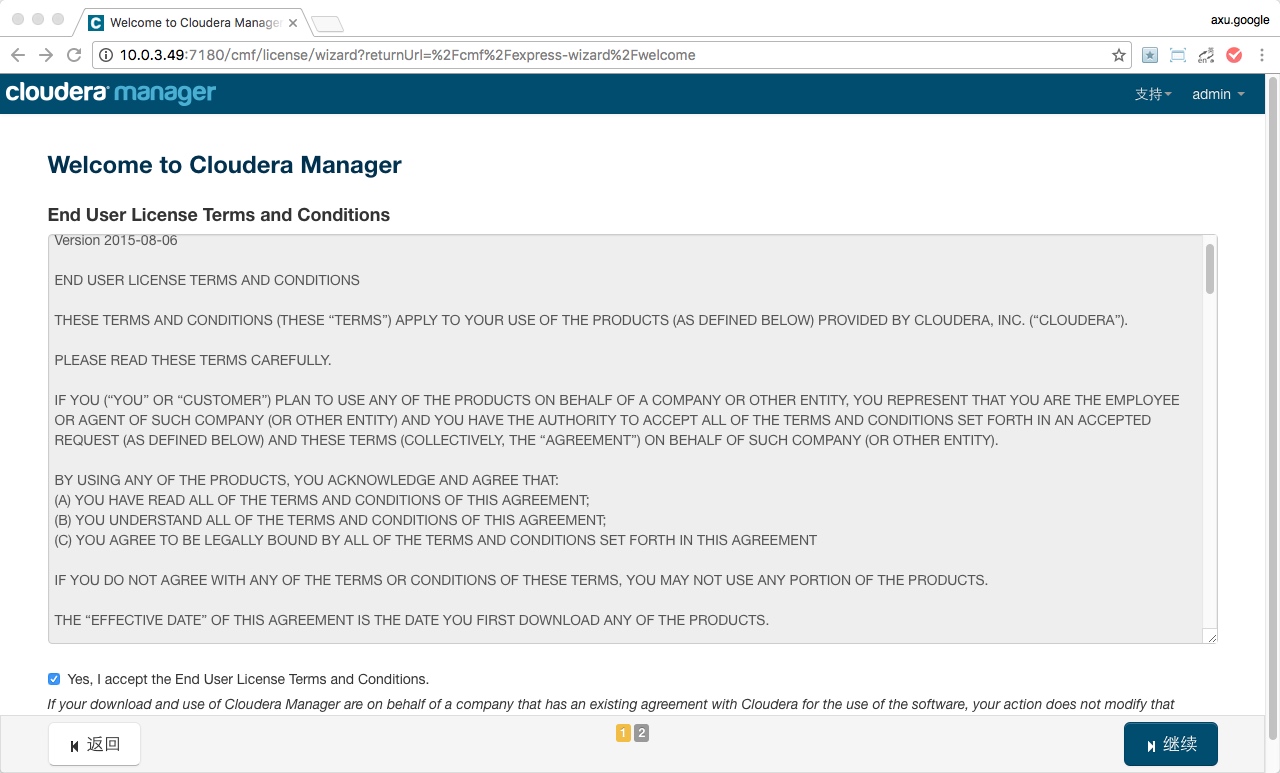 Welcome to Cloudera Manage
axu.google
10.0.3.49:7180/cmf/license/wizard?returnUrl=%2Fcmf%2Fexpress-wizard%2Fwelcome
cloudera manager
支持
admin
Welcome to Cloudera Manager
End User License Terms and Conditions
Version 2015-08-06
END USER LICENSE TERMS AND CONDITIONS
THESE TERMS AND CONDITIONS (THESE “TERMS”) APPLY TO YOUR USE OF THE PRODUCTS (AS DEFINED BELOW) PROVIDED BY CLOUDERA, INC. (“CLOUDERA”).
PLEASE READ THESE TERMS CAREFULLY.
IF YOU (“YOU” OR “CUSTOMER”) PLAN TO USE ANY OF THE PRODUCTS ON BEHALF OF A COMPANY OR OTHER ENTITY, YOU REPRESENT THAT YOU ARE THE EMPLOYEE
OR AGENT OF SUCH COMPANY (OR OTHER ENTITY) AND YOU HAVE THE AUTHORITY TO ACCEPT ALL OF THE TERMS AND CONDITIONS SET FORTH IN AN ACCEPTED
REQUEST (AS DEFINED BELOW) AND THESE TERMS (COLLECTIVELY, THE “AGREEMENT”) ON BEHALF OF SUCH COMPANY (OR OTHER ENTITY).
BY USING ANY OF THE PRODUCTS, YOU ACKNOWLEDGE AND AGREE THAT:
(A) YOU HAVE READ ALL OF THE TERMS AND CONDITIONS OF THIS AGREEMENT;
(B) YOU UNDERSTAND ALL OF THE TERMS AND CONDITIONS OF THIS AGREEMENT;
(C) YOU AGREE TO BE LEGALLY BOUND BY ALL OF THE TERMS AND CONDITIONS SET FORTH IN THIS AGREEMENT
IF YOU DO NOT AGREE WITH ANY OF THE TERMS OR CONDITIONS OF THESE TERMS, YOU MAY NOT USE ANY PORTION OF THE PRODUCTS.
THE “EFFECTIVE DATE” OF THIS AGREEMENT IS THE DATE YOU FIRST DOWNLOAD ANY OF THE PRODUCTS.
Yes, I accept the End User License Terms and Conditions.
If your download and use of Cloudera Manager are on behalf of a company that has an existing agreement with Cloudera for the use of the software, your action does not modify that
返回
1 2
继续